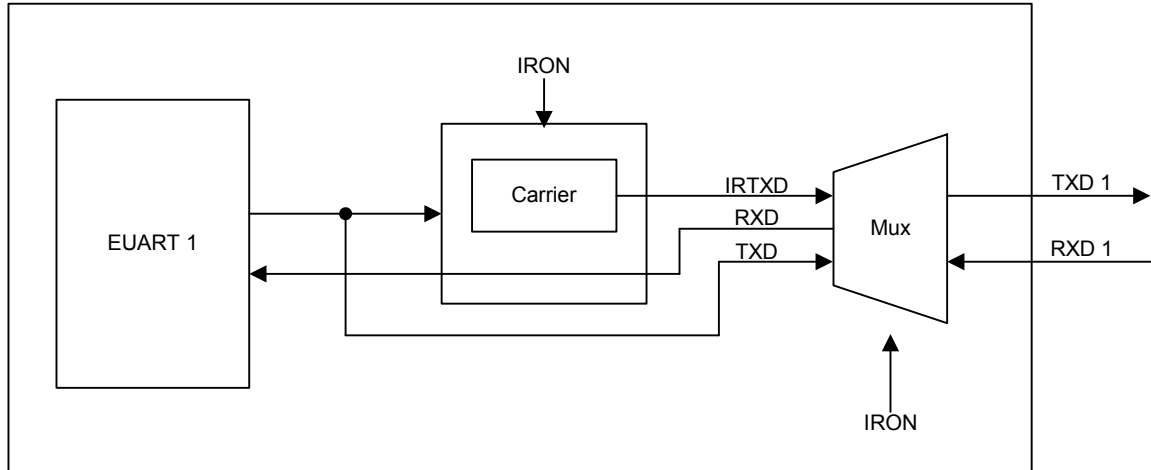 IRON
Carrier
EUART 1
IRTXD
RXD
TXD
Mux
TXD 1
RXD 1
IRON